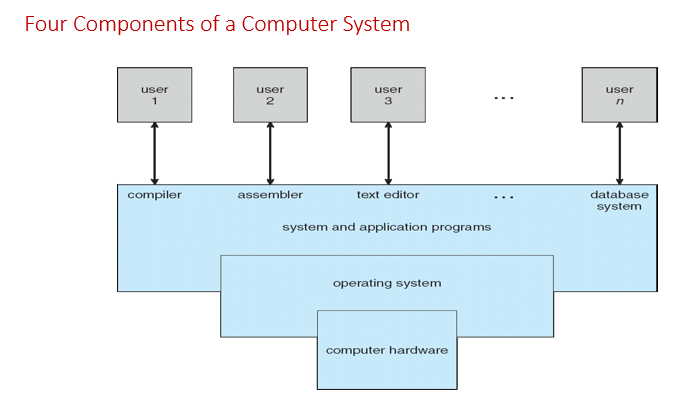 Four Components of a Computer System
user
1
user
2
user
3
...
user
n
compiler
assembler
text editor
...
database
system
system and application programs
operating system
computer hardware